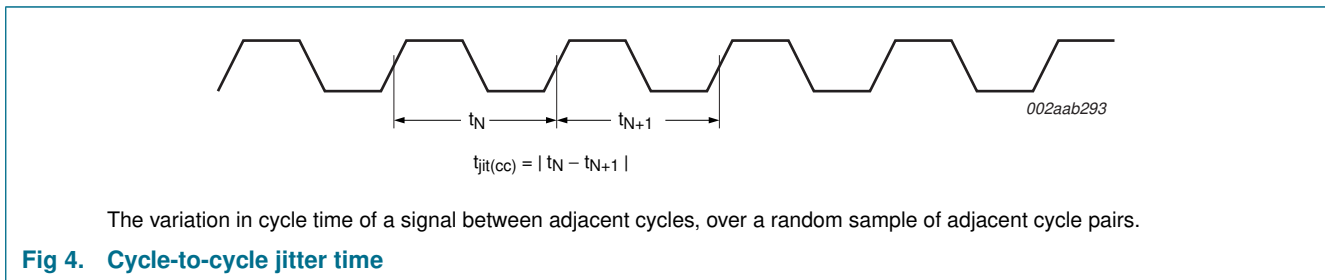 002aab293
tN
tN+1
tjit(cc) = | tN − tN+1 |
The variation in cycle time of a signal between adjacent cycles, over a random sample of adjacent cycle pairs.
Fig 4. Cycle-to-cycle jitter time